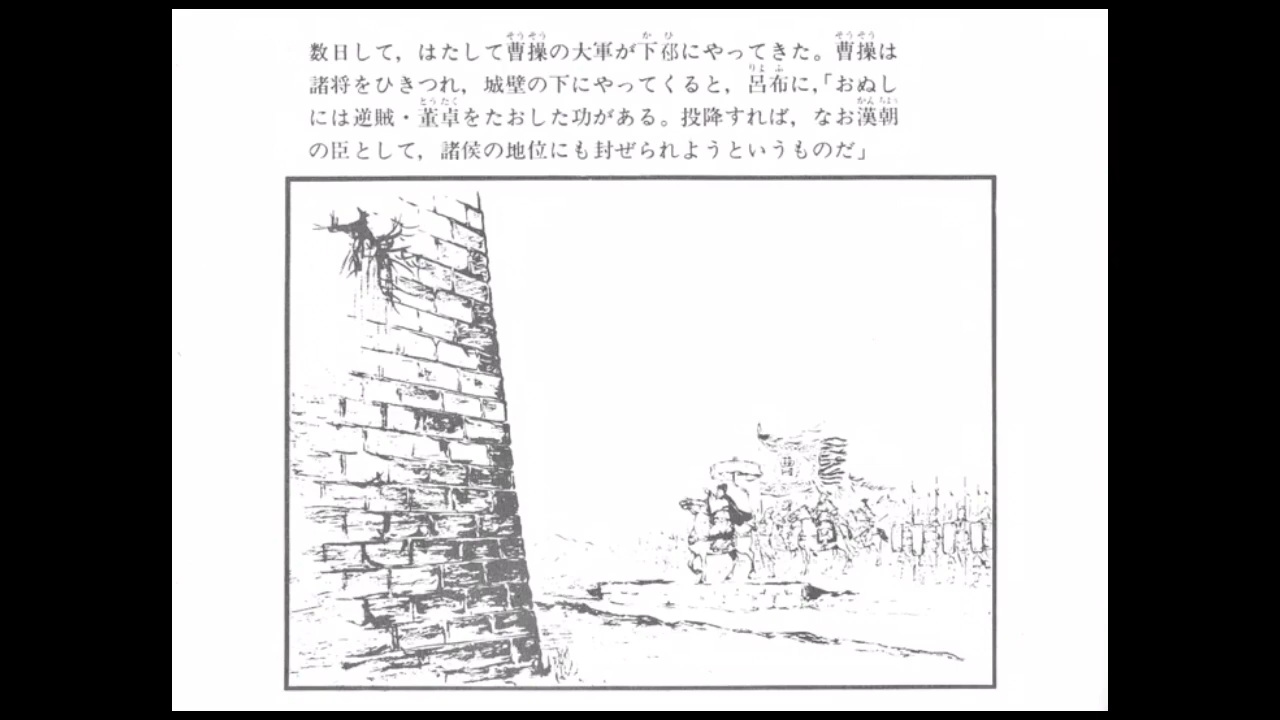 数日して，はたして曹操の大軍が下邳にやってきた。曹操は
諸将をひきつれ，城壁の下にやってくると，呂布に，「おぬし
には逆賊・董卓をたおした功がある。投降すれば，なお漢朝
の臣として，諸侯の地位にも封ぜられようというものだ」
曹